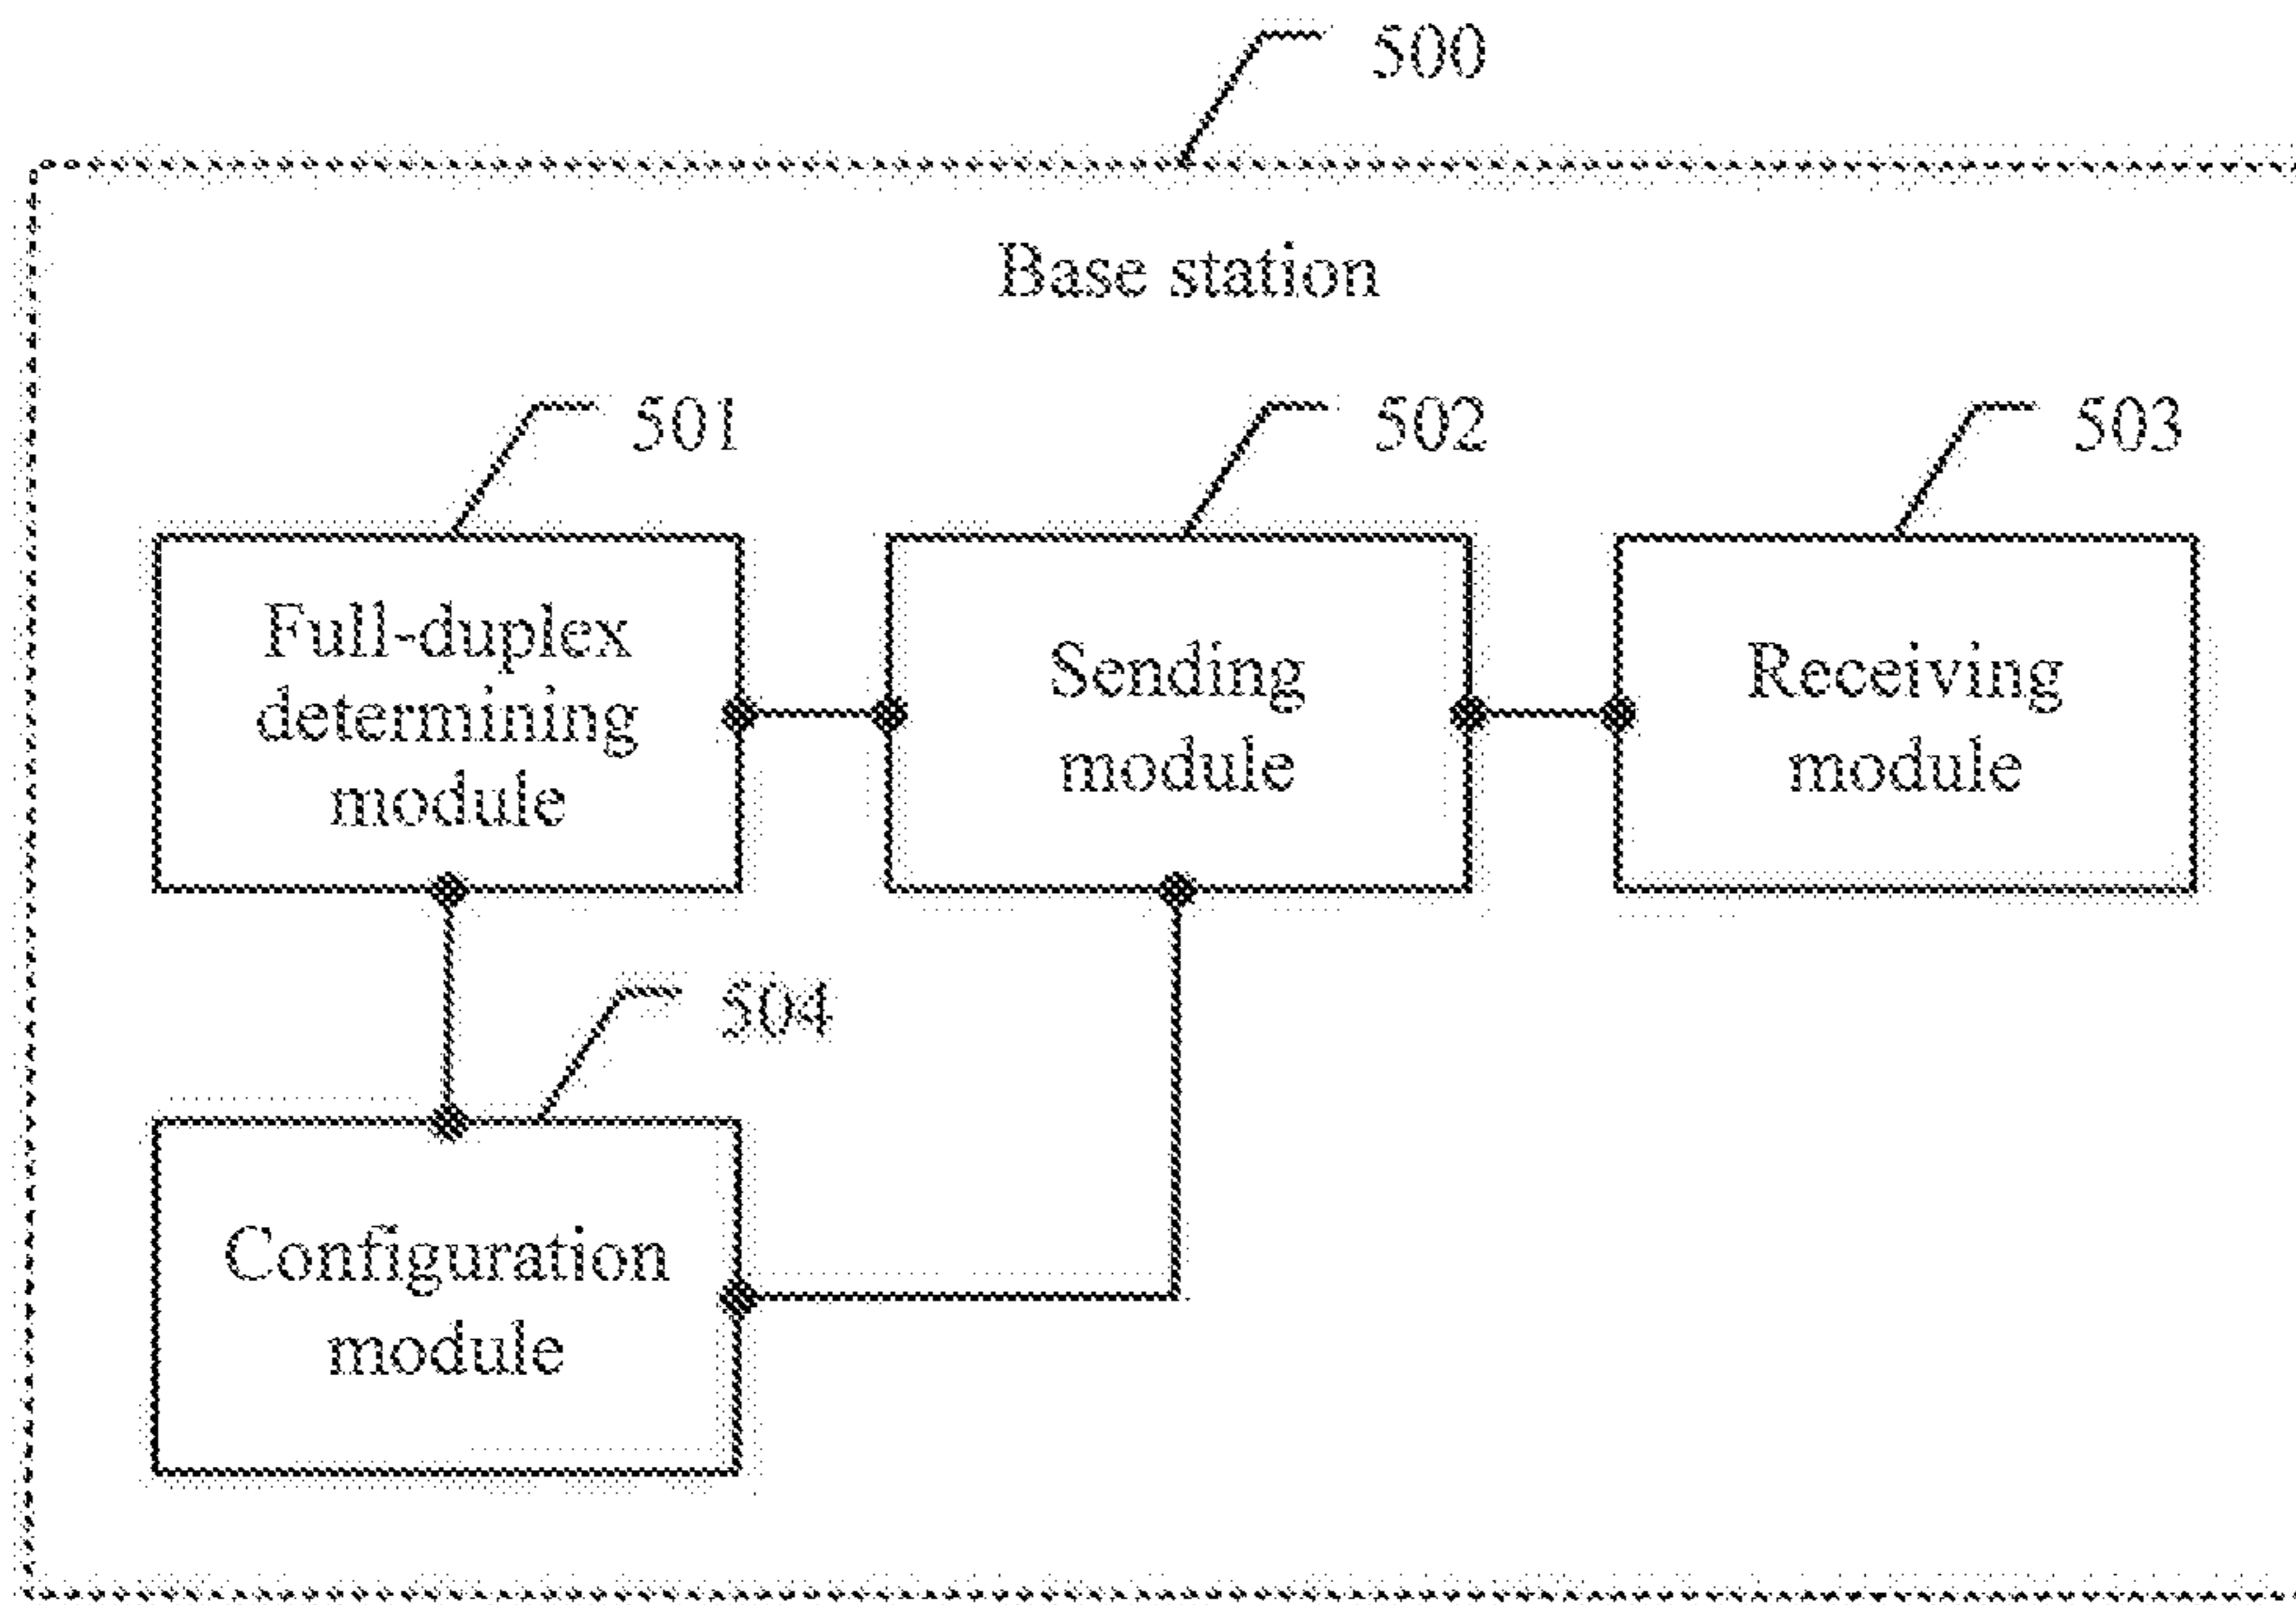 500
Base station
501
502
503
Full-duplex
determining
module
Sending
module
Receiving
module
504
Configuration
module